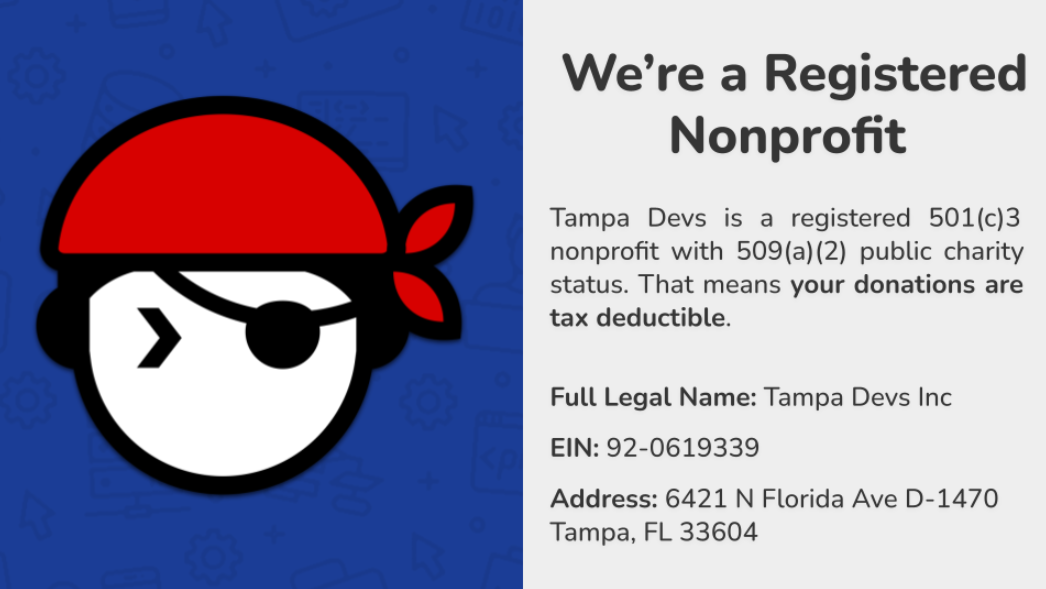 We’re a Registered
Nonprofit
Tampa Devs is a registered 501(c)3
nonprofit with 509(a)(2) public charity
status. That means your donations are
tax deductible.
Full Legal Name: Tampa Devs Inc
EIN: 92-0619339
Address: 6421 N Florida Ave D-1470
Tampa, FL 33604